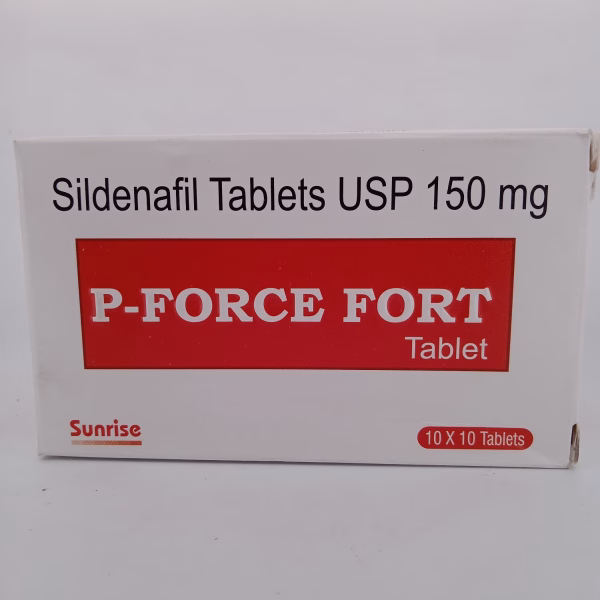 Sildenafil Tablets USP 150 mg
P-FORCE FORT
Tablet
Sunrise
10 X 10 Tablets